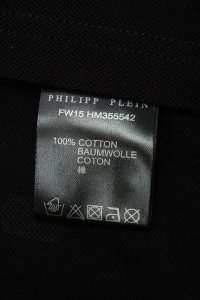 PHILIPP PLEIN
FW15 HM355542
100% COTTON
BAUMWOLLE
COTON
棉